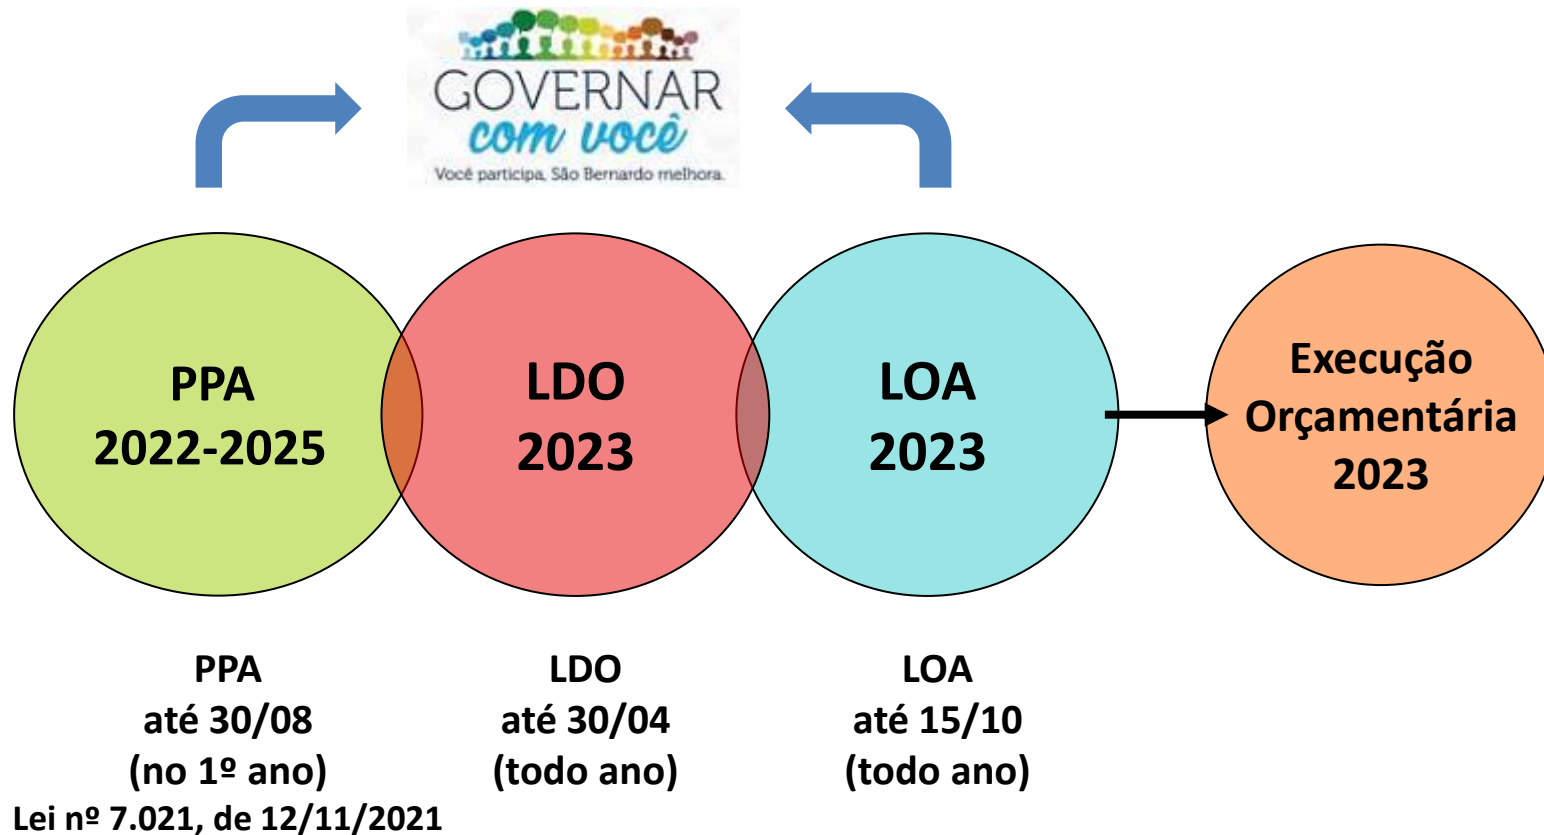 GOVERNAR
com você
Você participa, São Bernardo melhora.
PPA
2022-2025
LDO
2023
LOA
2023
Execução
Orçamentária
2023
PPA
até 30/08
(no 1º ano)
Lei nº 7.021, de 12/11/2021
LDO
até 30/04
(todo ano)
LOA
até 15/10
(todo ano)